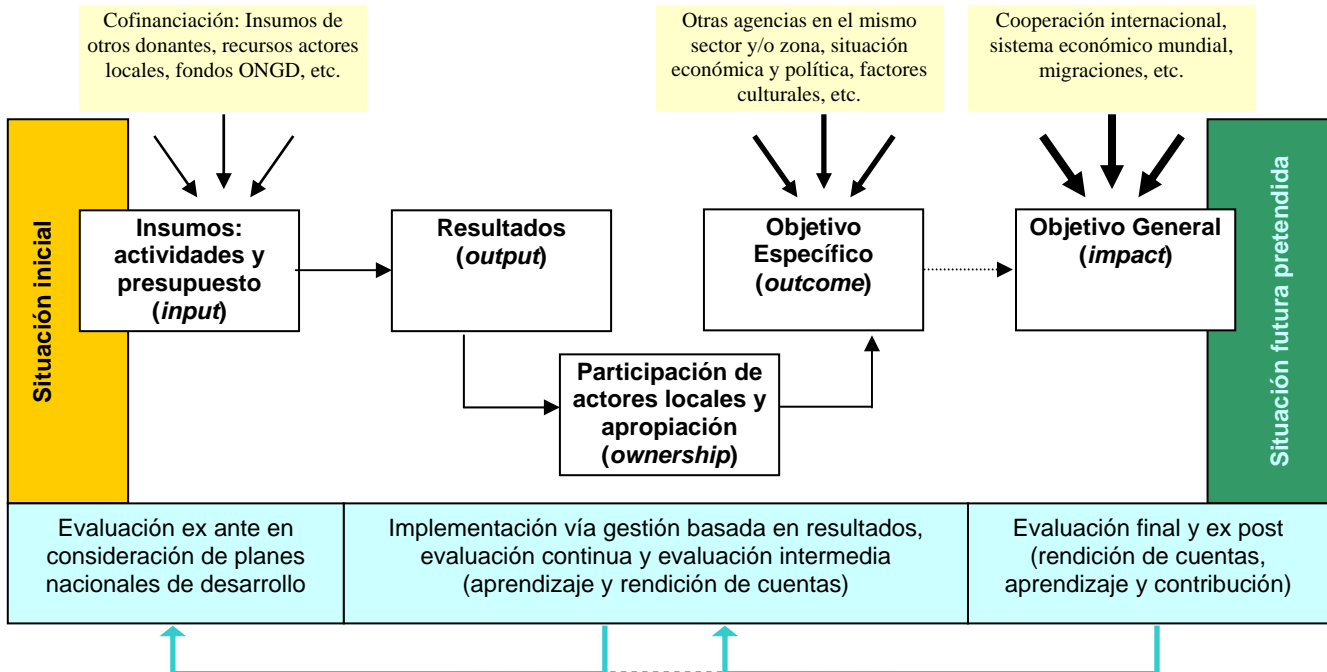 Cofinanciación: Insumos de
otros donantes, recursos actores
locales, fondos ONGD, etc.
Otras agencias en el mismo
sector y/o zona, situación
económica y política, factores
culturales, etc.
Cooperación internacional,
sistema económico mundial,
migraciones, etc.
Situación inicial
Insumos:
actividades y
presupuesto
(input)
Resultados
(output)
Participación de
actores locales y
apropiación
(ownership)
Objetivo
Específico
(outcome)
Objetivo General
(impact)
Situación futura pretendida
Evaluación ex ante en
consideración de planes
nacionales de desarrollo
Implementación vía gestión basada en resultados,
evaluación continua y evaluación intermedia
(aprendizaje y rendición de cuentas)
Evaluación final y ex post
(rendición de cuentas,
aprendizaje y contribución)